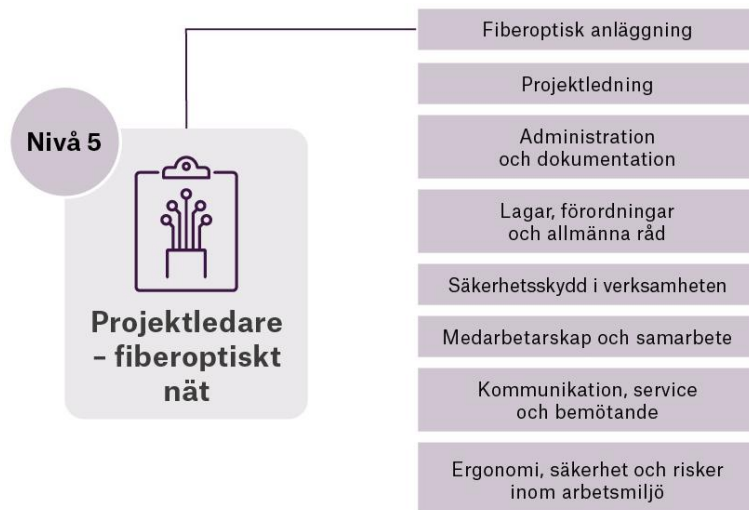 Nivå 5
Projektledare
– fiberoptiskt
nät
Fiberoptisk anläggning
Projektledning
Administration
och dokumentation
Lagar, förordningar
och allmänna råd
Säkerhetsskydd i verksamheten
Medarbetarskap och samarbete
Kommunikation, service
och bemötande
Ergonomi, säkerhet och risker
inom arbetsmiljö